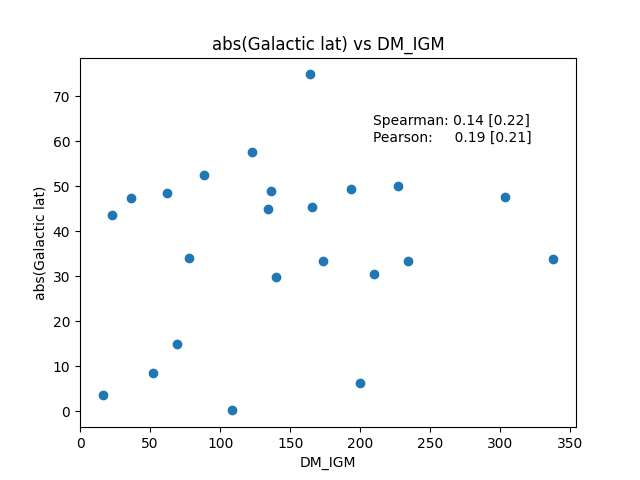 abs(Galactic lat) vs DM_IGM
Spearman: 0.14 [0.22]
Pearson: 0.19 [0.21]
abs(Galactic lat)
70
60
50
40
30
20
10
0
0 50 100 150 200 250 300 350
DM_IGM